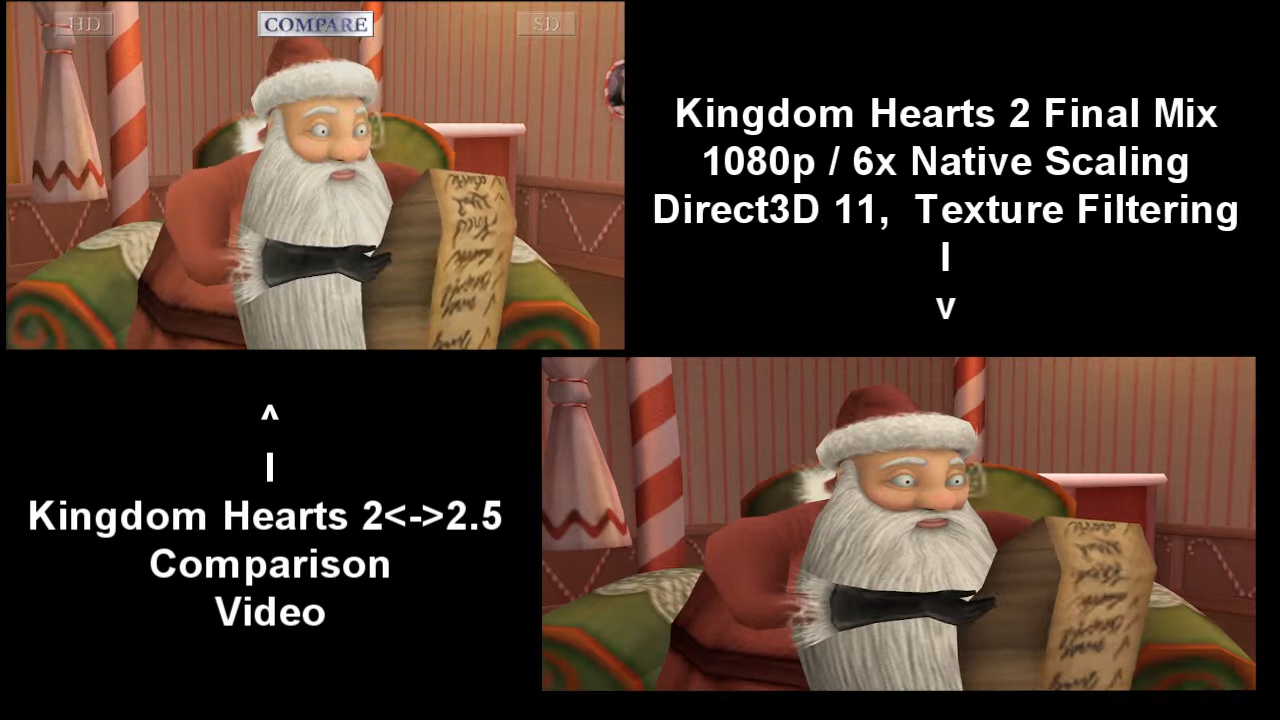 HD
COMPARE
SD
Kingdom Hearts 2 Final Mix
1080p / 6x Native Scaling
Direct3D 11,  Texture Filtering
|
v
^
|
Kingdom Hearts 2<->2.5
Comparison
Video